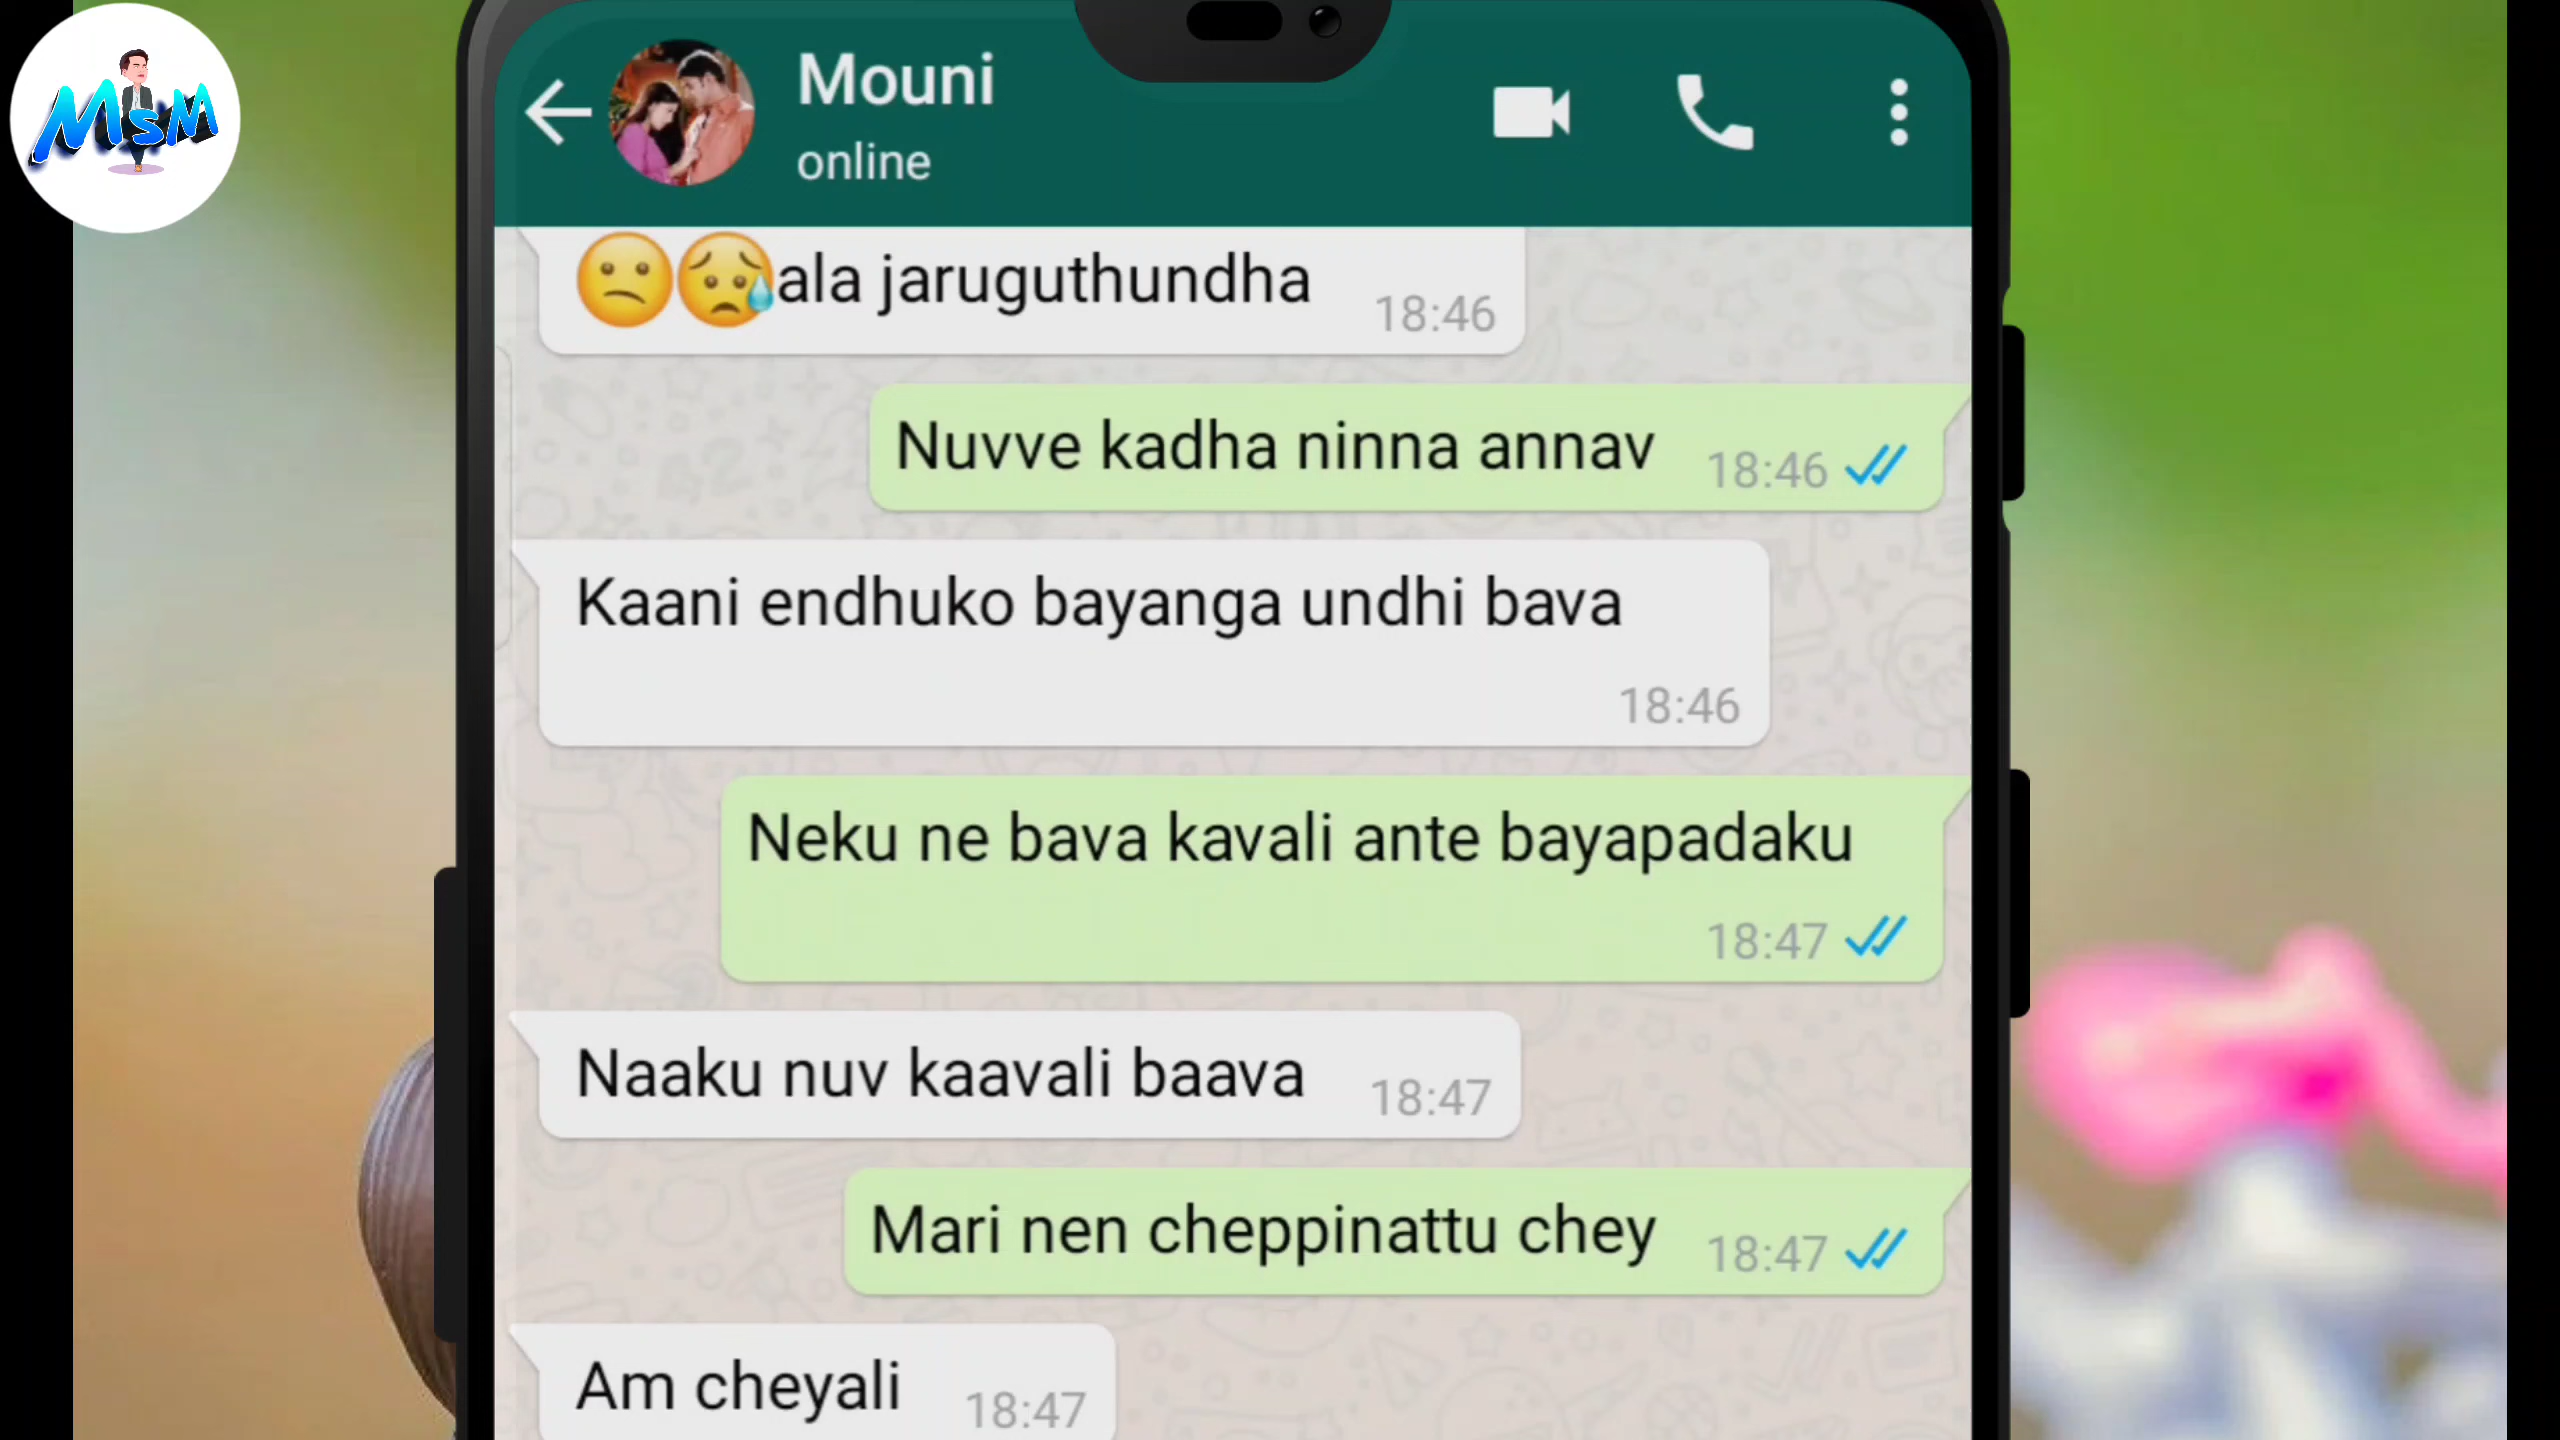 MSM
Mouni
online
😕😥ala jaruguthundha 18:46
Nuvve kadha ninna annav 18:46
Kaani endhuko bayanga undhi bava
18:46
Neku ne bava kavali ante bayapadaku
18:47
Naaku nuv kaavali baava 18:47
Mari nen cheppinattu chey 18:47
Am cheyali 18:47